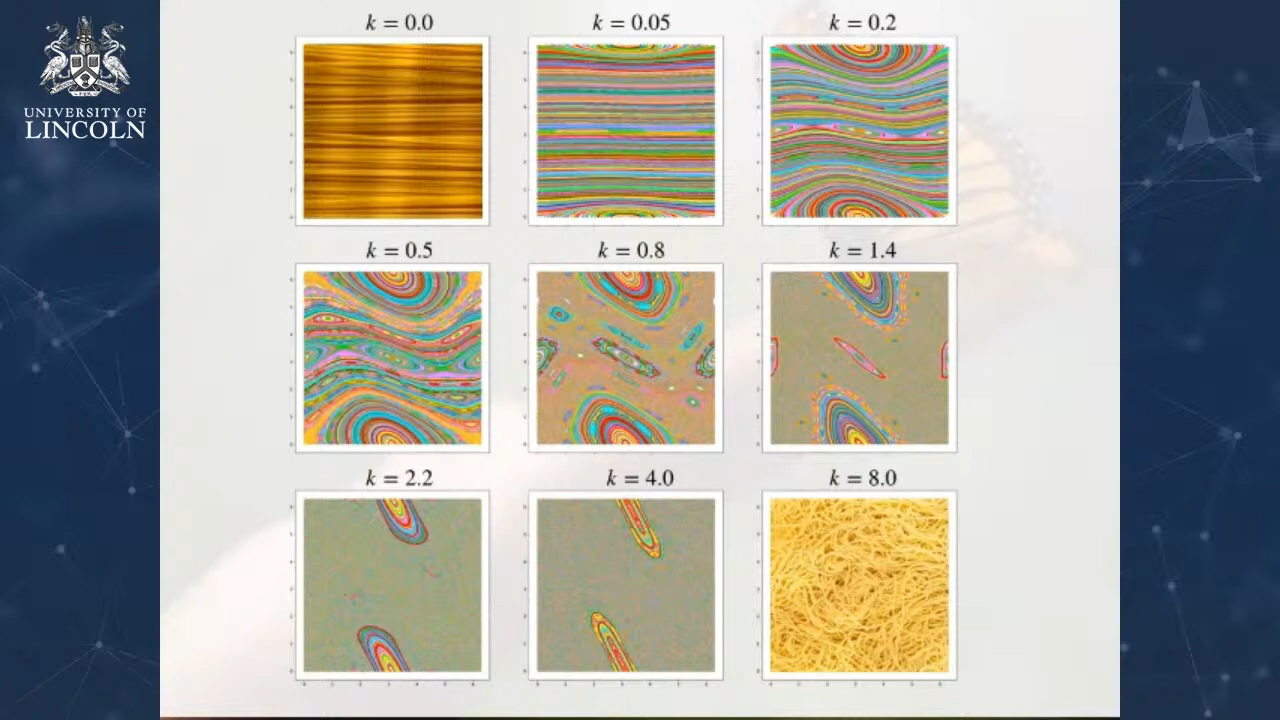 UNIVERSITY OF
LINCOLN
k = 0.0
k = 0.05
k = 0.2
k = 0.5
k = 0.8
k = 1.4
k = 2.2
k = 4.0
k = 8.0